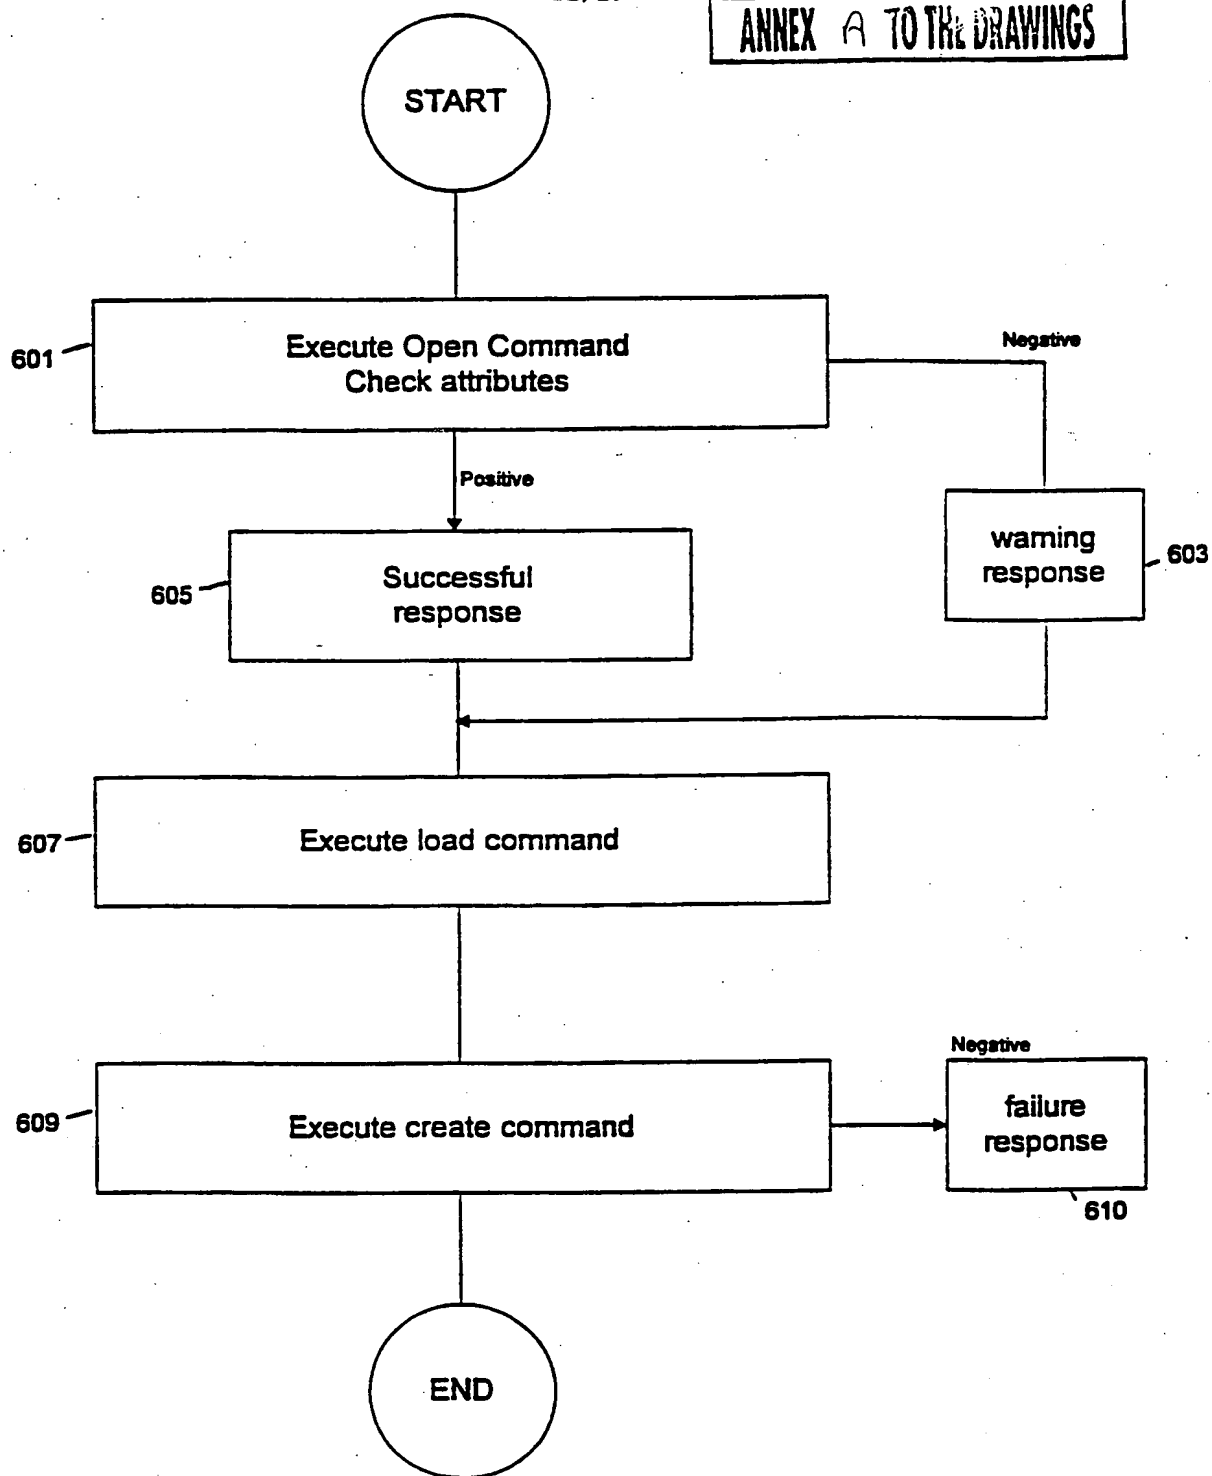 ANNEX A TO THE DRAWINGS
START
601
Execute Open Command
Check attributes
Negative
Positive
605
Successful
response
warning
response
603
607
Execute load command
609
Execute create command
Negative
failure
response
610
END